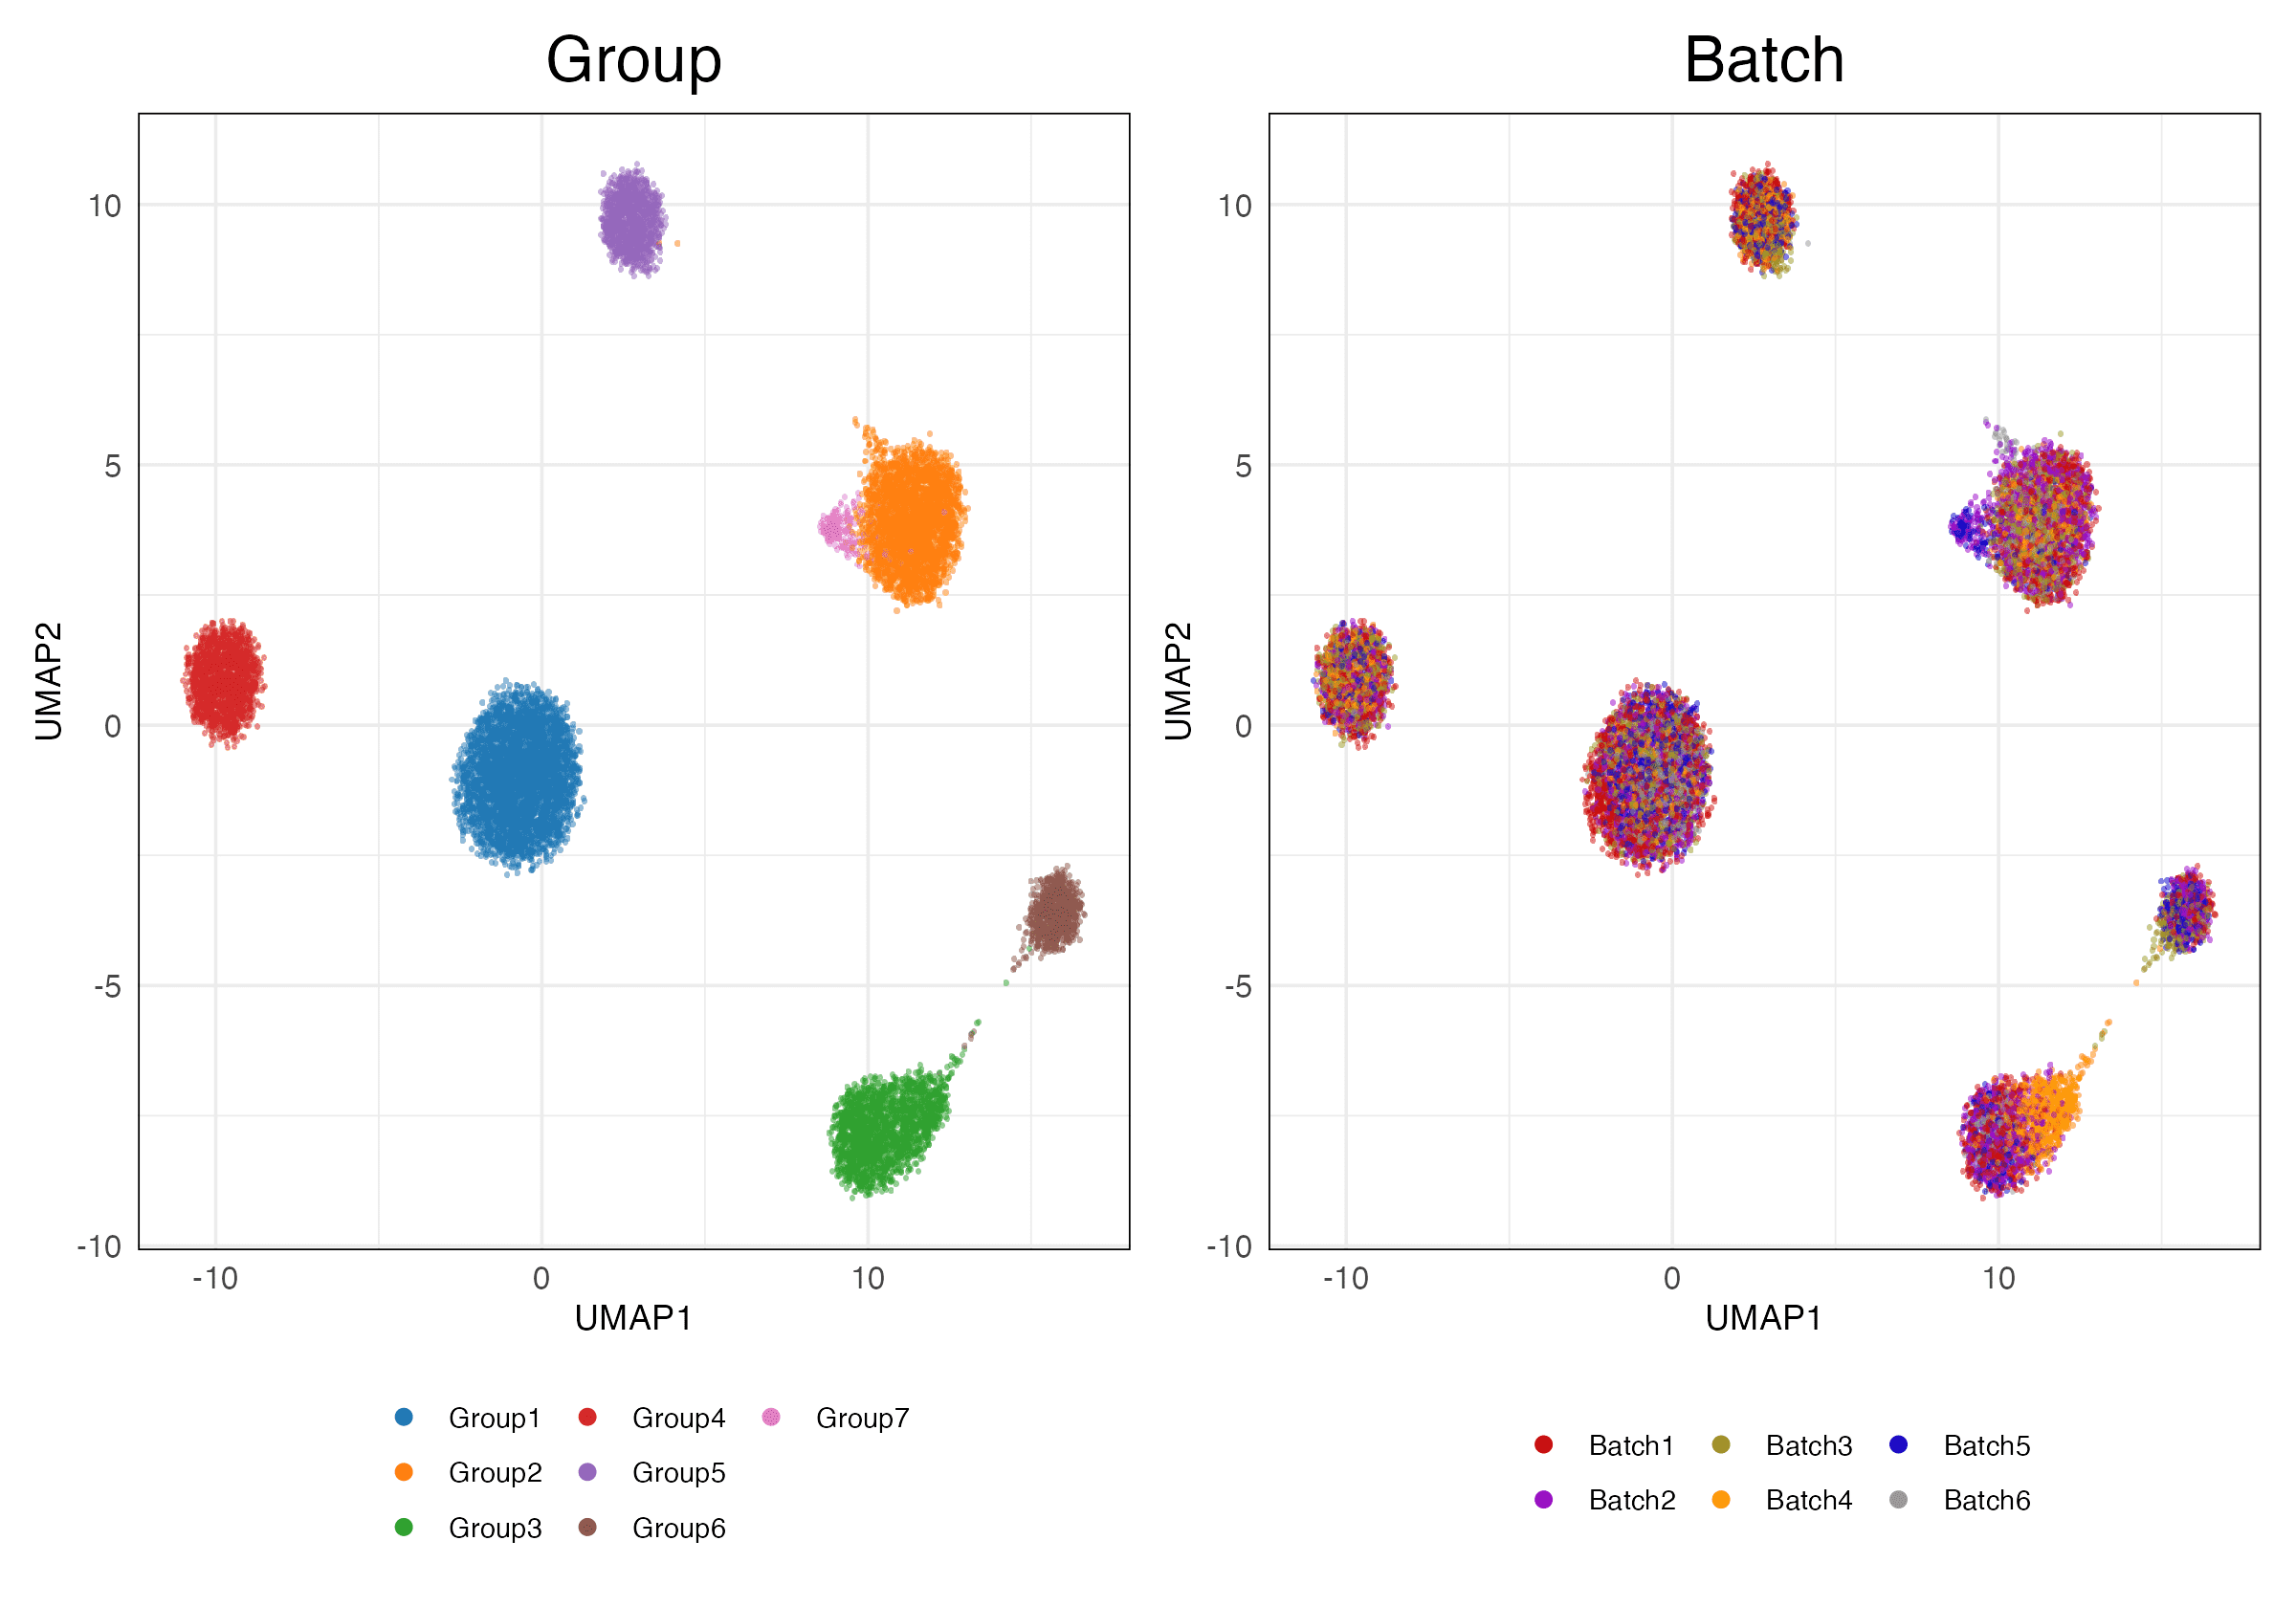 Group
Batch
10
5
0
-5
-10
UMAP2
-10 0 10
UMAP1
10
5
0
-5
-10
UMAP2
-10 0 10
UMAP1
Group1 Group4 Group7
Group2 Group5
Group3 Group6
Batch1 Batch3 Batch5
Batch2 Batch4 Batch6